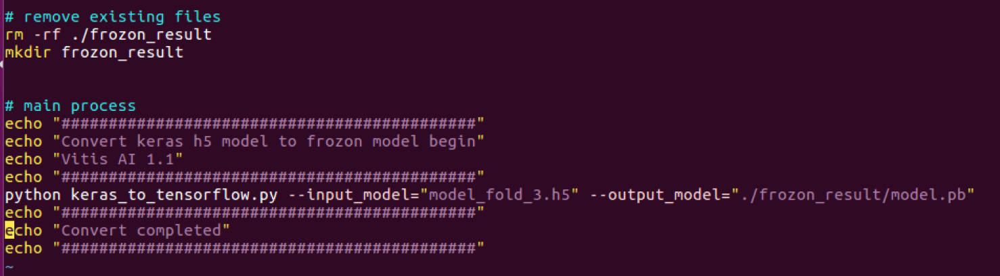 # remove existing files
rm -rf ./frozon_result
mkdir frozon_result
# main process
echo "############################################"
echo "Convert keras h5 model to frozon model begin"
echo "Vitis AI 1.1"
echo "############################################"
python keras_to_tensorflow.py --input_model="model_fold_3.h5" --output_model="./frozon_result/model.pb"
echo "############################################"
echo "Convert completed"
echo "############################################"
~